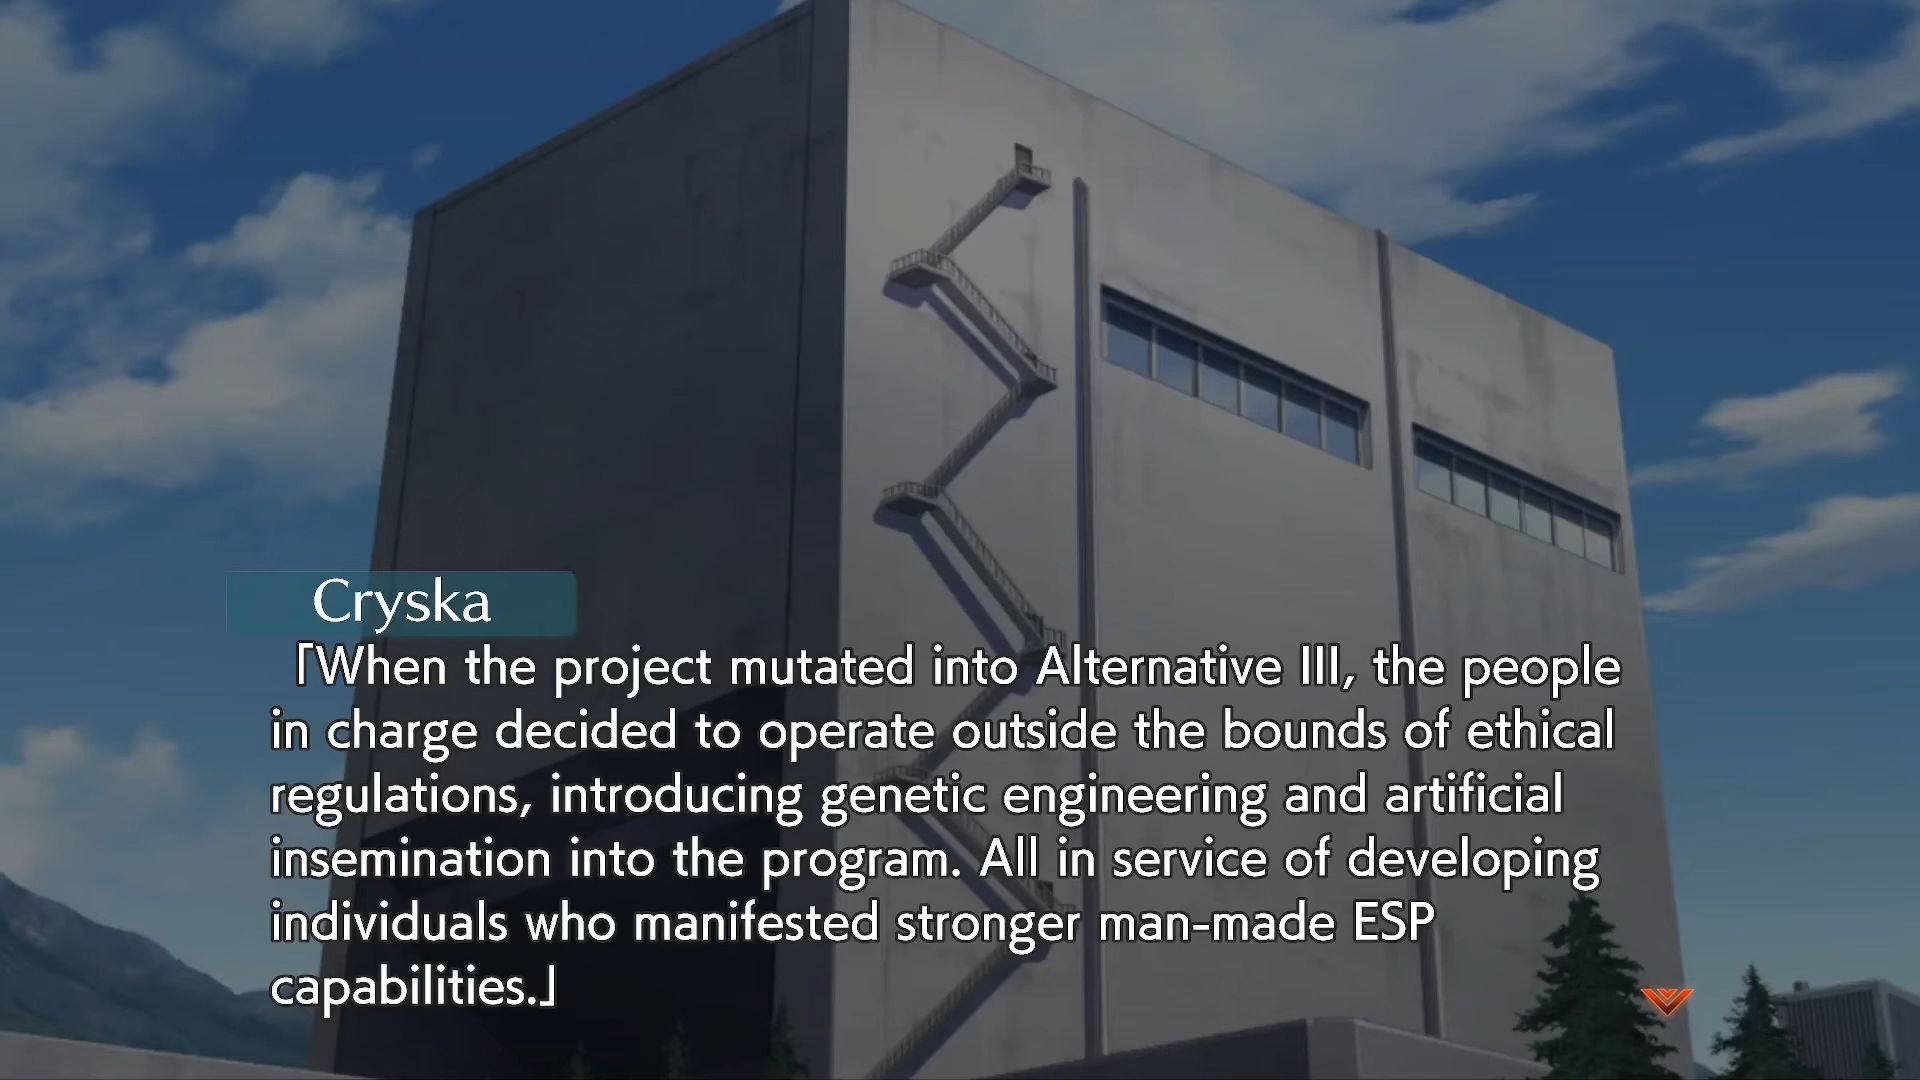 Cryska
「When the project mutated into Alternative III, the people
in charge decided to operate outside the bounds of ethical
regulations, introducing genetic engineering and artificial
insemination into the program. All in service of developing
individuals who manifested stronger man-made ESP
capabilities.」